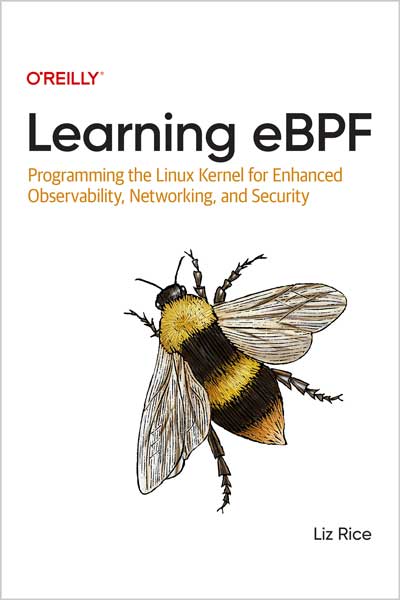 O'REILLY®
Learning eBPF
Programming the Linux Kernel for Enhanced
Observability, Networking, and Security
Liz Rice